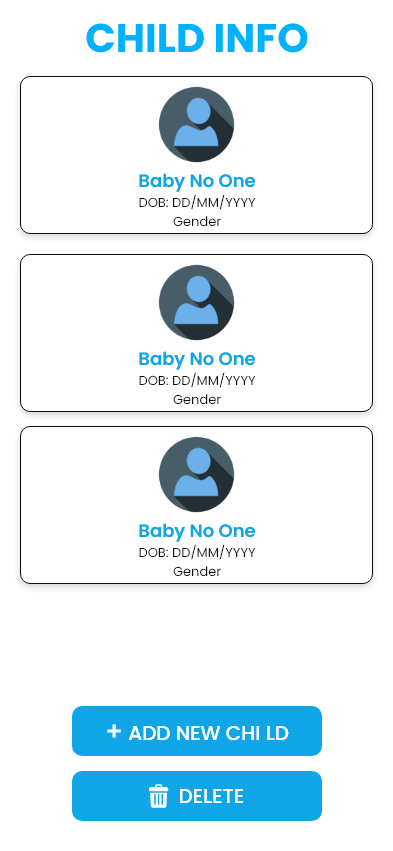 CHILD INFO
Baby No One
DOB: DD/MM/YYYY
Gender
Baby No One
DOB: DD/MM/YYYY
Gender
Baby No One
DOB: DD/MM/YYYY
Gender
+ ADD NEW CHI LD
DELETE